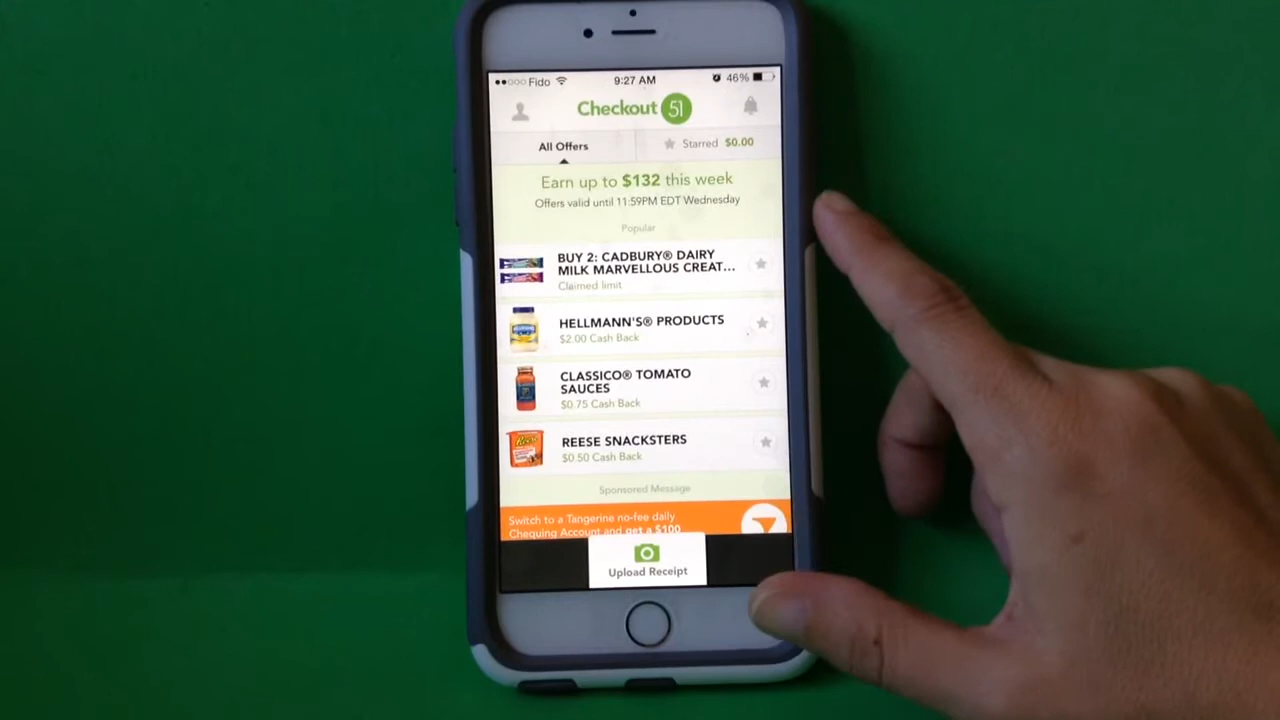 Fido 9:27 AM 46%
Checkout 51
All Offers Starred $0.00
Earn up to $132 this week
Offers valid until 11:59PM EDT Wednesday
Popular
BUY 2: CADBURY® DAIRY
MILK MARVELLOUS CREAT...
Claimed limit
HELLMANN'S® PRODUCTS
$2.00 Cash Back
CLASSICO® TOMATO
SAUCES
$0.75 Cash Back
REESE SNACKSTERS
$0.50 Cash Back
Sponsored Message
Switch to a Tangerine no-fee daily
Chequing Account and get a $100
Upload Receipt